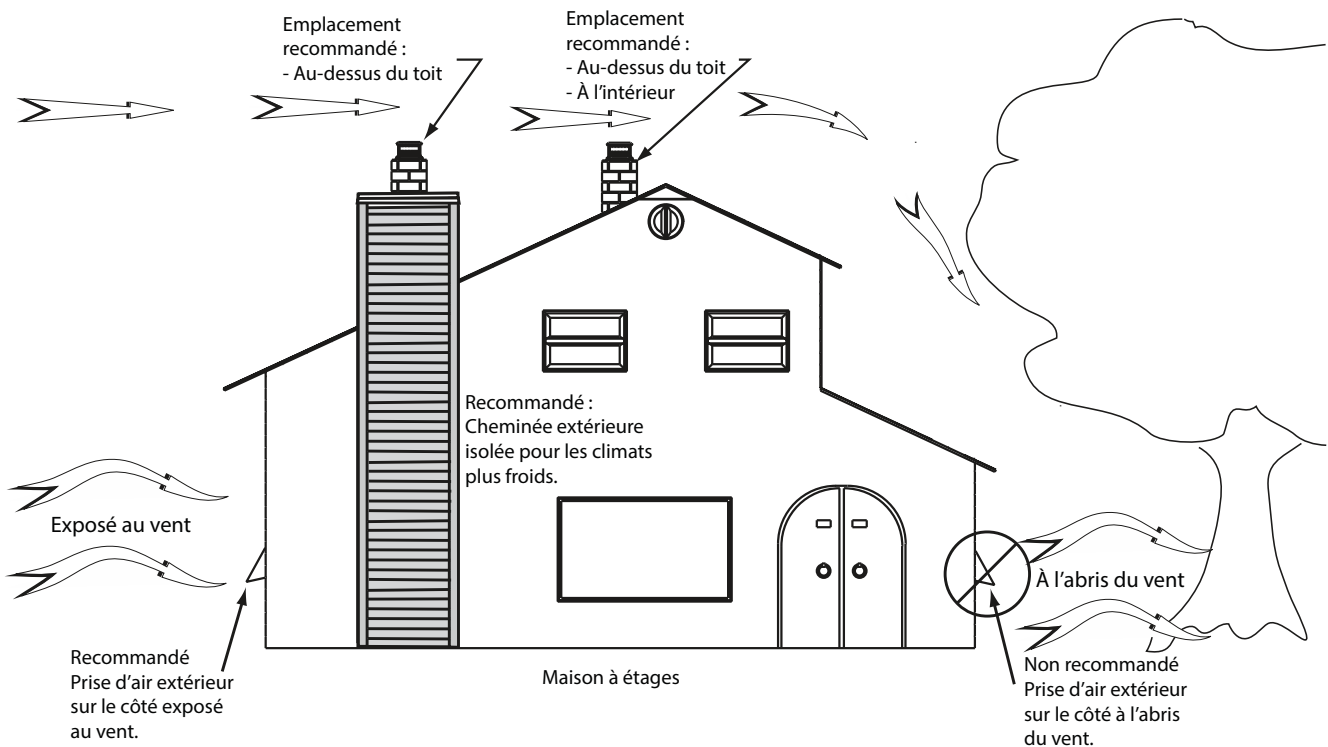 Emplacement
recommandé :
- Au-dessus du toit
Emplacement
recommandé :
- Au-dessus du toit
- À l'intérieur
Recommandé :
Cheminée extérieure
isolée pour les climats
plus froids.
Exposé au vent
À l'abris du vent
Recommandé
Prise d'air extérieur
sur le côté exposé
au vent.
Maison à étages
Non recommandé
Prise d'air extérieur
sur le côté à l'abris
du vent.